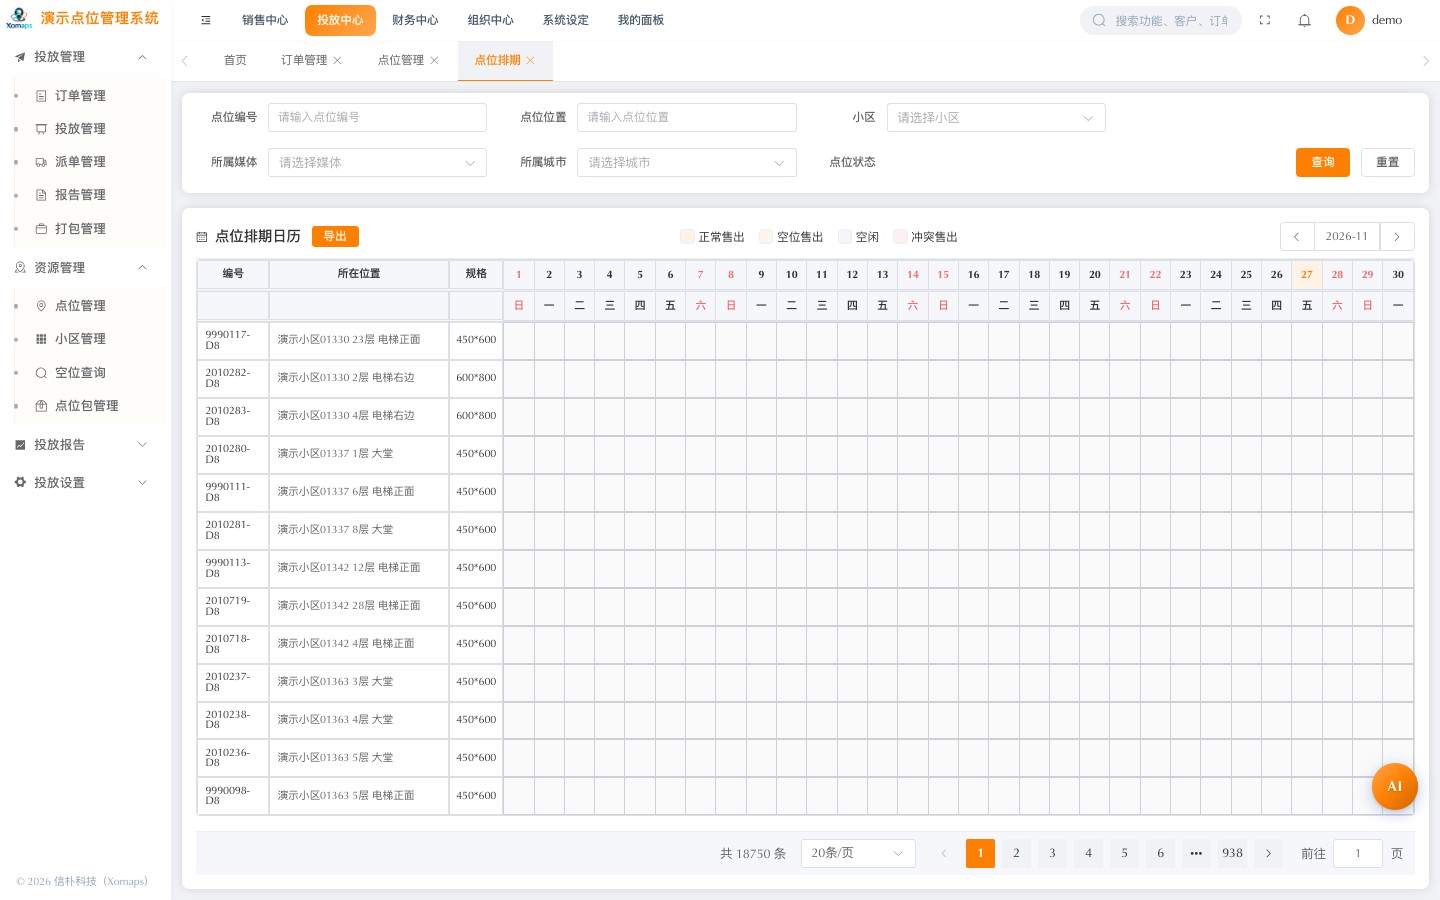 Xomaps 演示点位管理系统
销售中心 投放中心 财务中心 组织中心 系统设定 我的面板 搜索功能、客户、订单 D demo
首页 订单管理 点位管理 点位排期
投放管理
订单管理
投放管理
派单管理
报告管理
打包管理
资源管理
点位管理
小区管理
空位查询
点位包管理
投放报告
投放设置
© 2026 信朴科技（Xomaps）
点位编号 请输入点位编号 点位位置 请输入点位位置 小区 请选择小区
所属媒体 请选择媒体 所属城市 请选择城市 点位状态 查询 重置
点位排期日历 导出 正常售出 空位售出 空闲 冲突售出 2026-11
编号 所在位置 规格 1 2 3 4 5 6 7 8 9 10 11 12 13 14 15 16 17 18 19 20 21 22 23 24 25 26 27 28 29 30
日 一 二 三 四 五 六 日 一 二 三 四 五 六 日 一 二 三 四 五 六 日 一 二 三 四 五 六 日 一
9990117-D8 演示小区01330 23层 电梯正面 450*600
2010282-D8 演示小区01330 2层 电梯右边 600*800
2010283-D8 演示小区01330 4层 电梯右边 600*800
2010280-D8 演示小区01337 1层 大堂 450*600
9990111-D8 演示小区01337 6层 电梯正面 450*600
2010281-D8 演示小区01337 8层 大堂 450*600
9990113-D8 演示小区01342 12层 电梯正面 450*600
2010719-D8 演示小区01342 28层 电梯正面 450*600
2010718-D8 演示小区01342 4层 电梯正面 450*600
2010237-D8 演示小区01363 3层 大堂 450*600
2010238-D8 演示小区01363 4层 大堂 450*600
2010236-D8 演示小区01363 5层 大堂 450*600
9990098-D8 演示小区01363 5层 电梯正面 450*600
AI
共 18750 条 20条/页 1 2 3 4 5 6 ••• 938 前往 1 页